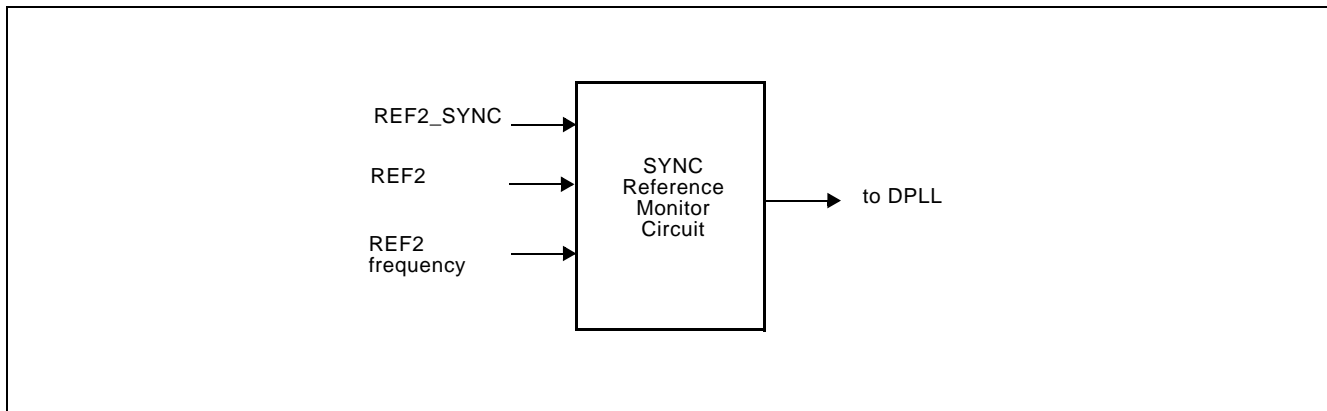 REF2_SYNC
REF2
REF2
frequency
SYNC
Reference
Monitor
Circuit
to DPLL